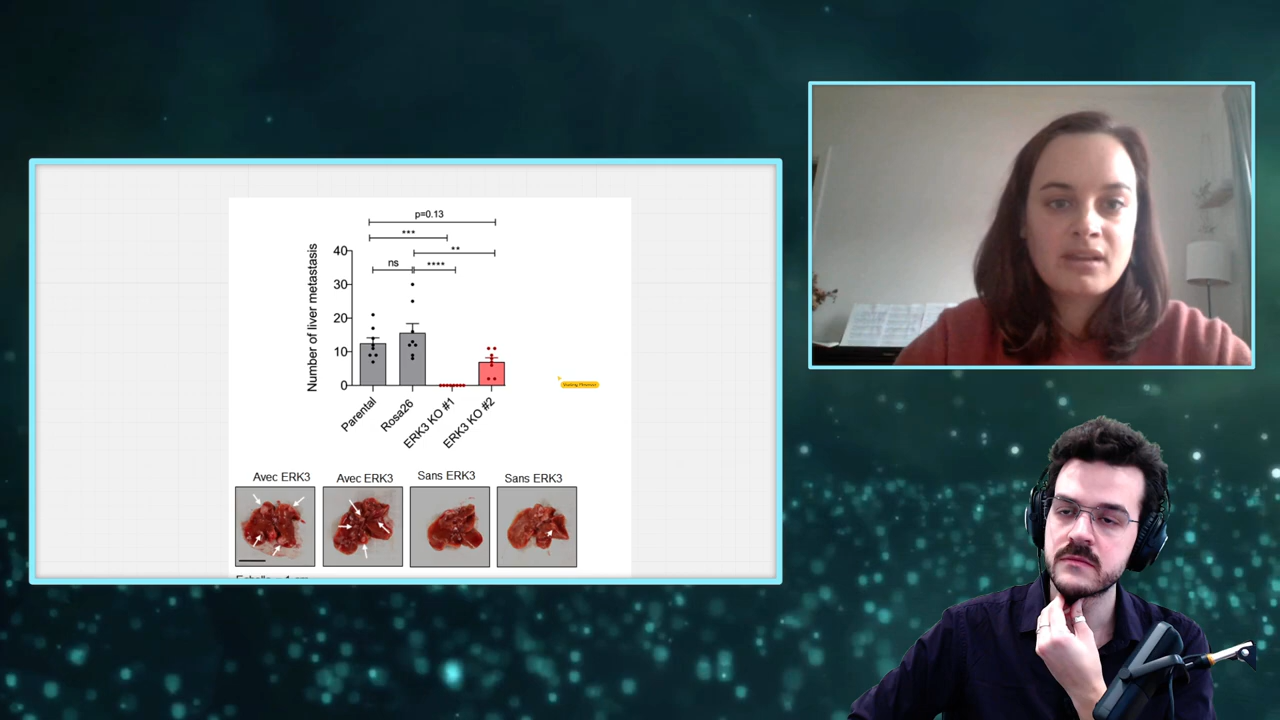 p=0.13
***
**
ns
****
Number of liver metastasis
40
30
20
10
0
Parental
Rosa26
ERK3 KO #1
ERK3 KO #2
Avec ERK3
Avec ERK3
Sans ERK3
Sans ERK3